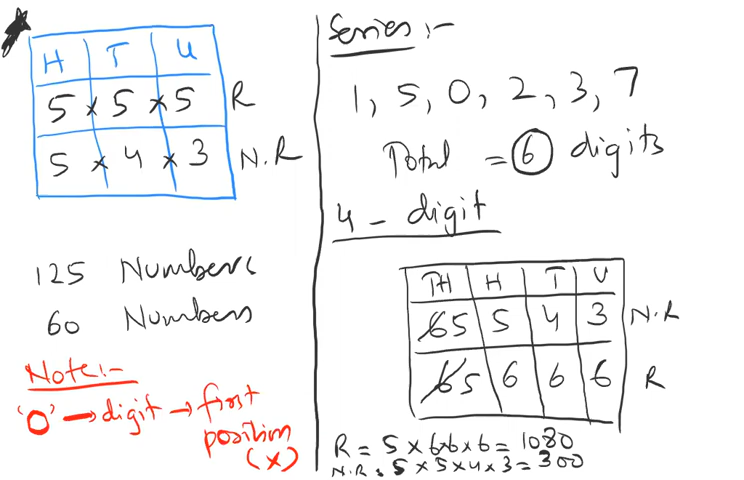 H T U
5 × 5 × 5 R
5 × 4 × 3 N.R
125 Numbers
60 Numbers
Note:-
'0' → digit → first
position
(×)
Series :-
1, 5, 0, 2, 3, 7
Total = 6 digits
4 - digit
TH H T U
6 5 5 4 3 N.R
6 5 6 6 6 R
R = 5 × 6×6 × 6 = 1080
N.R = 5 × 5 × 4 × 3 = 300